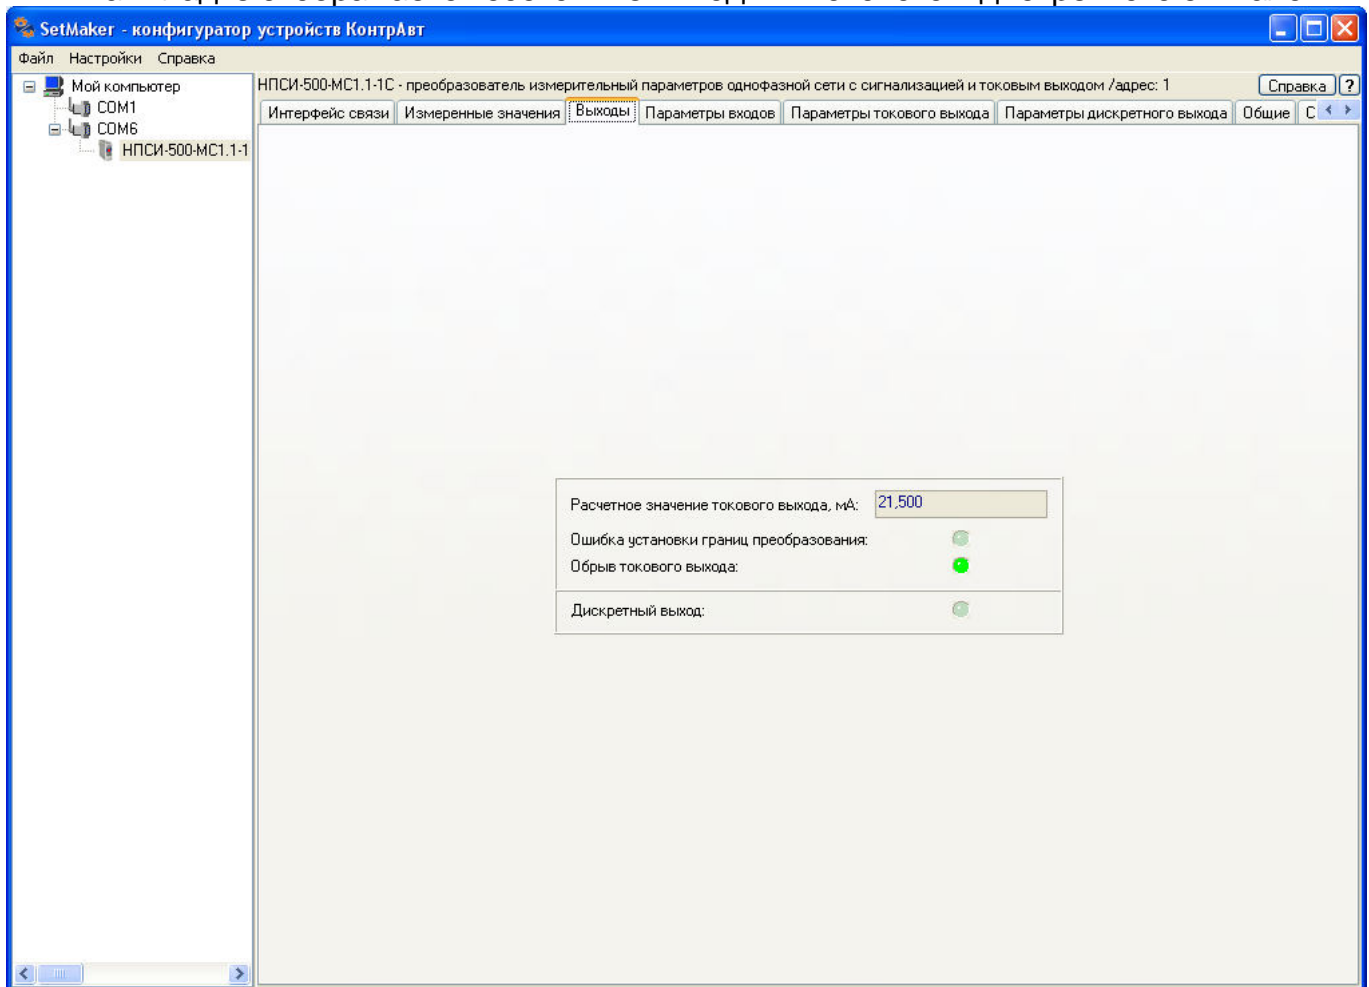 SetMaker - конфигуратор устройств КонтрАвт
Файл Настройки Справка
Мой компьютер
COM1
COM6
НПСИ-500-МС1.1-1
НПСИ-500-МС1.1-1С - преобразователь измерительный параметров однофазной сети с сигнализацией и токовым выходом /адрес: 1
Справка ?
Интерфейс связи Измеренные значения Выходы Параметры входов Параметры токового выхода Параметры дискретного выхода Общие С
Расчетное значение токового выхода, мА: 21,500
Ошибка установки границ преобразования:
Обрыв токового выхода:
Дискретный выход: